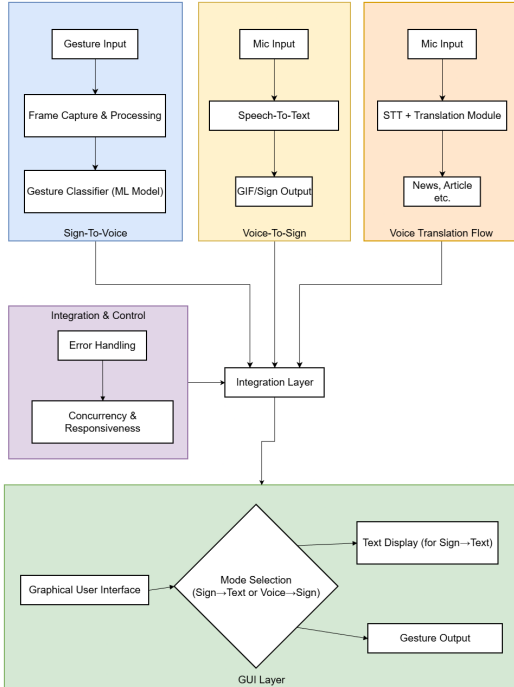 Gesture Input
Frame Capture & Processing
Gesture Classifier (ML Model)
Sign-To-Voice
Mic Input
Speech-To-Text
GIF/Sign Output
Voice-To-Sign
Mic Input
STT + Translation Module
News, Article
etc.
Voice Translation Flow
Integration & Control
Error Handling
Concurrency &
Responsiveness
Integration Layer
Graphical User Interface
Mode Selection
(Sign→Text or Voice→Sign)
Text Display (for Sign→Text)
Gesture Output
GUI Layer